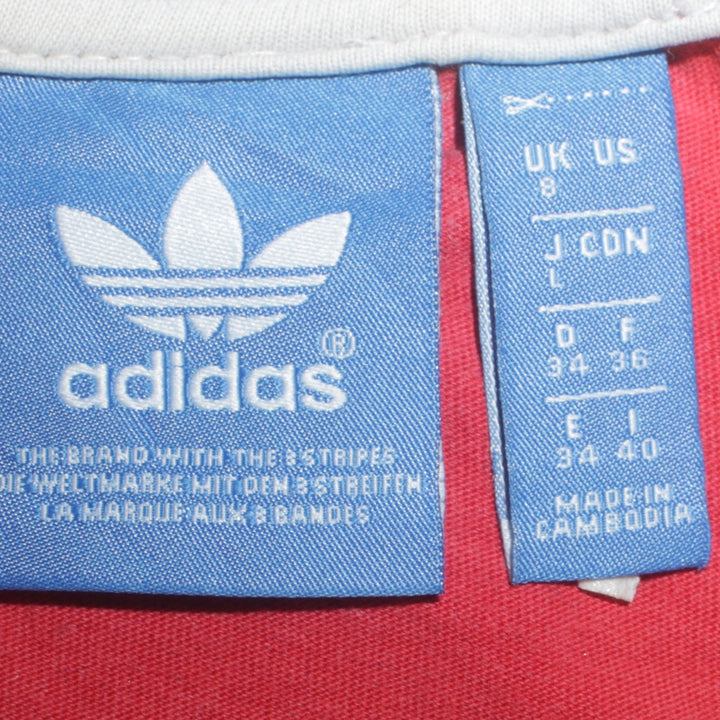 adidas®
THE BRAND WITH THE 3 STRIPES
DIE WELTMARKE MIT DEN 3 STREIFEN
LA MARQUE AUX 3 BANDES
UK US
8
J CDN
L
D F
34 36
E I
34 40
MADE IN
CAMBODIA